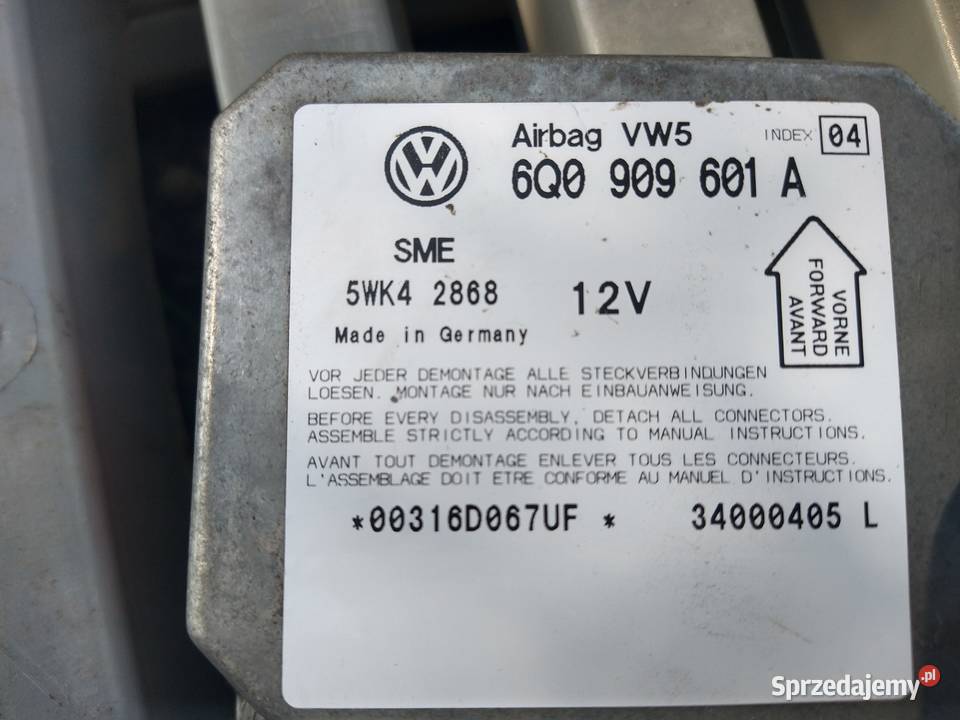 Airbag VW5 INDEX 04
6Q0 909 601 A
SME
5WK4 2868 12V
Made in Germany
VORNE
FORWARD
AVANT
VOR JEDER DEMONTAGE ALLE STECKVERBINDUNGEN
LOESEN. MONTAGE NUR NACH EINBAUANWEISUNG.
BEFORE EVERY DISASSEMBLY, DETACH ALL CONNECTORS.
ASSEMBLE STRICTLY ACCORDING TO MANUAL INSTRUCTIONS.
AVANT TOUT DEMONTAGE ENLEVER TOUS LES CONNECTEURS.
L'ASSEMBLAGE DOIT ETRE CONFORME AU MANUEL D'INSTRUCTIONS.
*00316D067UF * 34000405 L
Sprzedajemy.pl